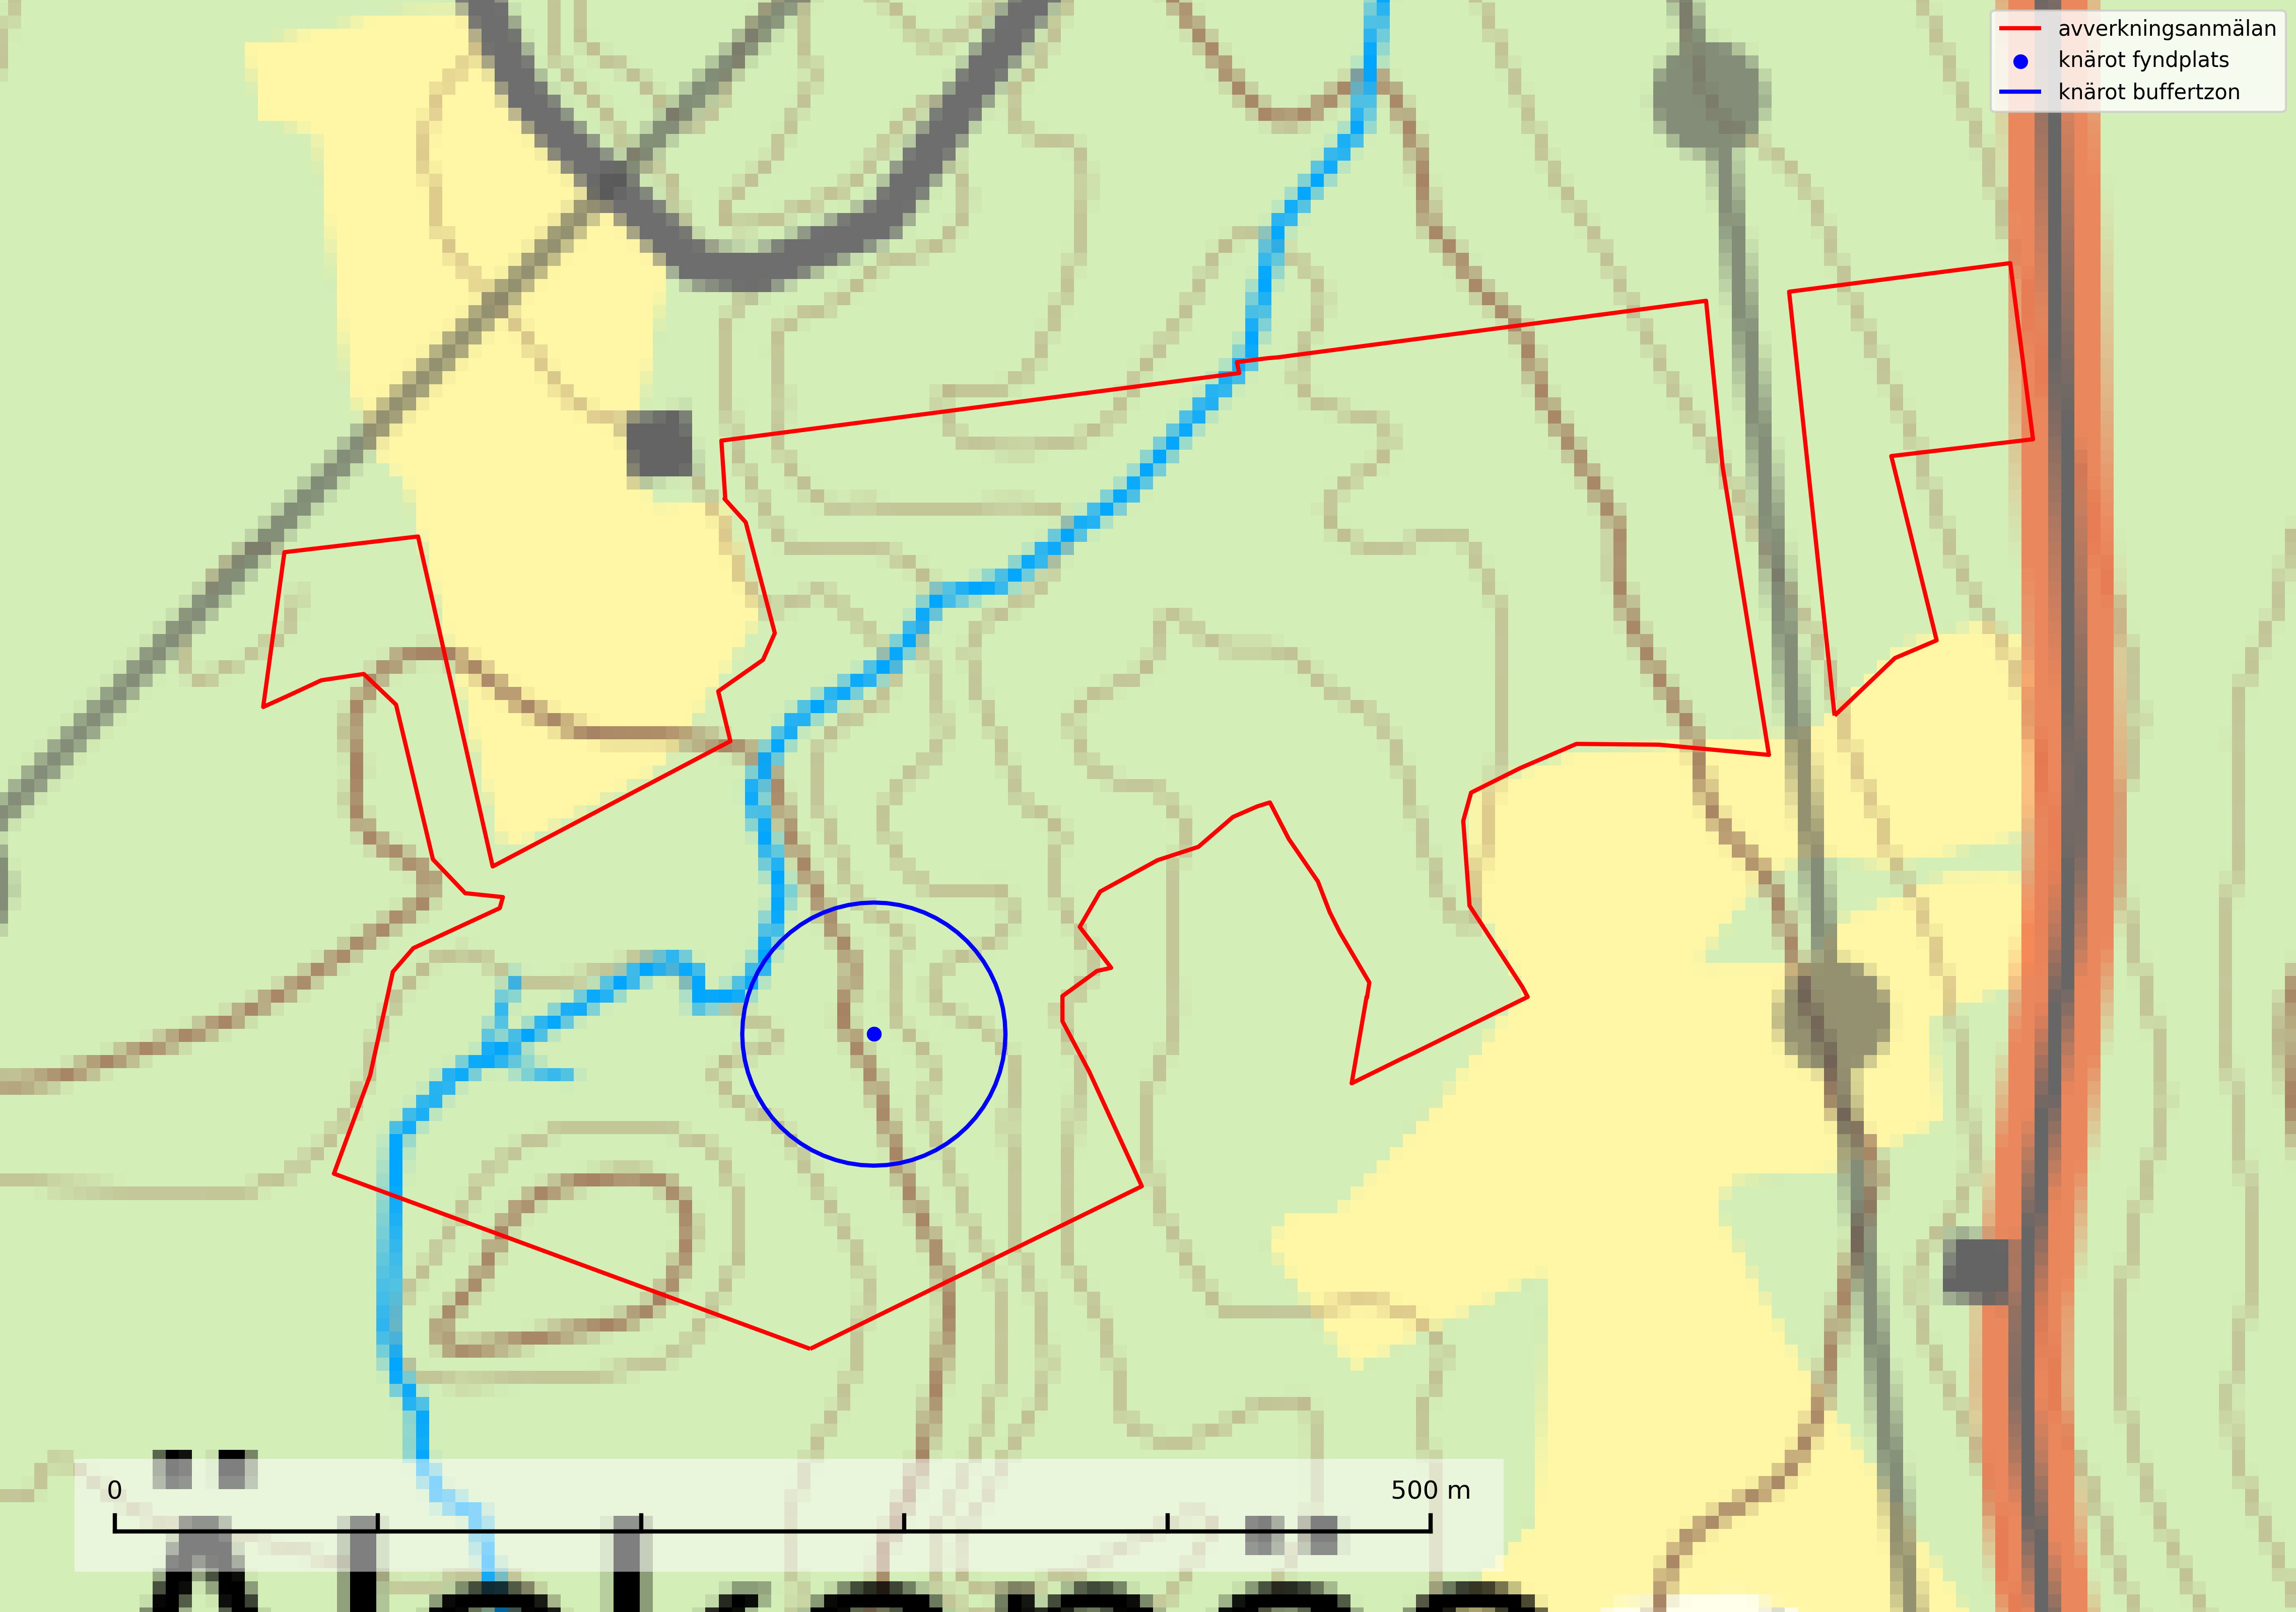 avverkningsanmälan
knärot fyndplats
knärot buffertzon
0 500 m